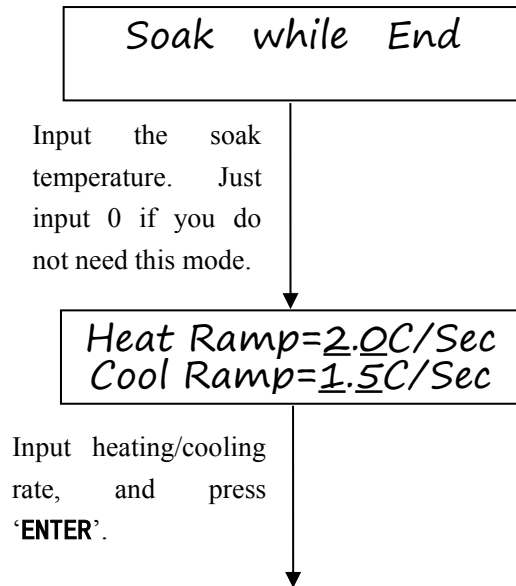 Soak while End
Input the soak
temperature. Just
input 0 if you do
not need this mode.
Heat Ramp=2.0C/Sec
Cool Ramp=1.5C/Sec
Input heating/cooling
rate, and press
‘ENTER’.